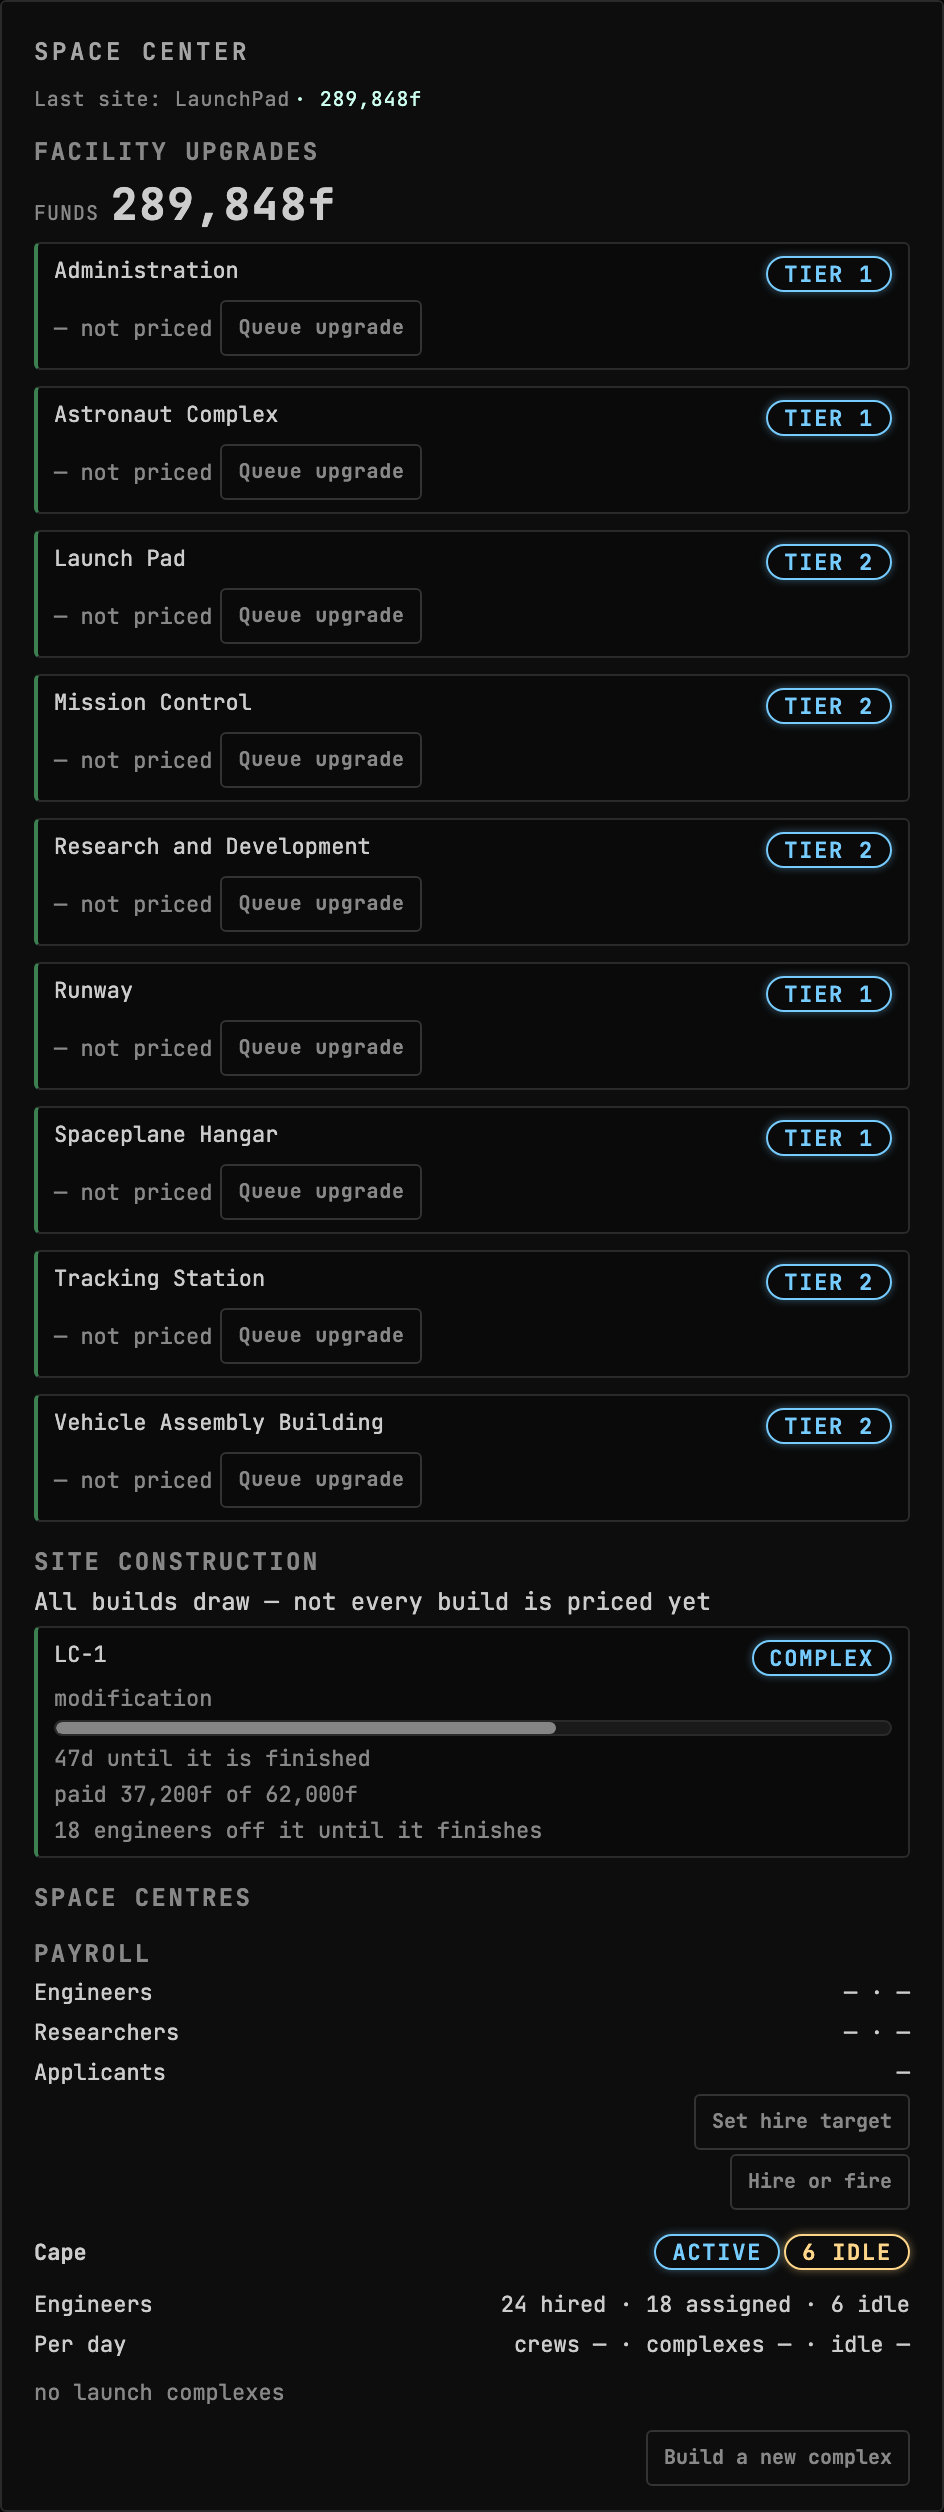 SPACE CENTER
Last site: LaunchPad · 289,848f
FACILITY UPGRADES
FUNDS 289,848f
Administration TIER 1
— not priced Queue upgrade
Astronaut Complex TIER 1
— not priced Queue upgrade
Launch Pad TIER 2
— not priced Queue upgrade
Mission Control TIER 2
— not priced Queue upgrade
Research and Development TIER 2
— not priced Queue upgrade
Runway TIER 1
— not priced Queue upgrade
Spaceplane Hangar TIER 1
— not priced Queue upgrade
Tracking Station TIER 2
— not priced Queue upgrade
Vehicle Assembly Building TIER 2
— not priced Queue upgrade
SITE CONSTRUCTION
All builds draw — not every build is priced yet
LC-1 COMPLEX
modification
47d until it is finished
paid 37,200f of 62,000f
18 engineers off it until it finishes
SPACE CENTRES
PAYROLL
Engineers — · —
Researchers — · —
Applicants —
Set hire target
Hire or fire
Cape ACTIVE 6 IDLE
Engineers 24 hired · 18 assigned · 6 idle
Per day crews — · complexes — · idle —
no launch complexes
Build a new complex